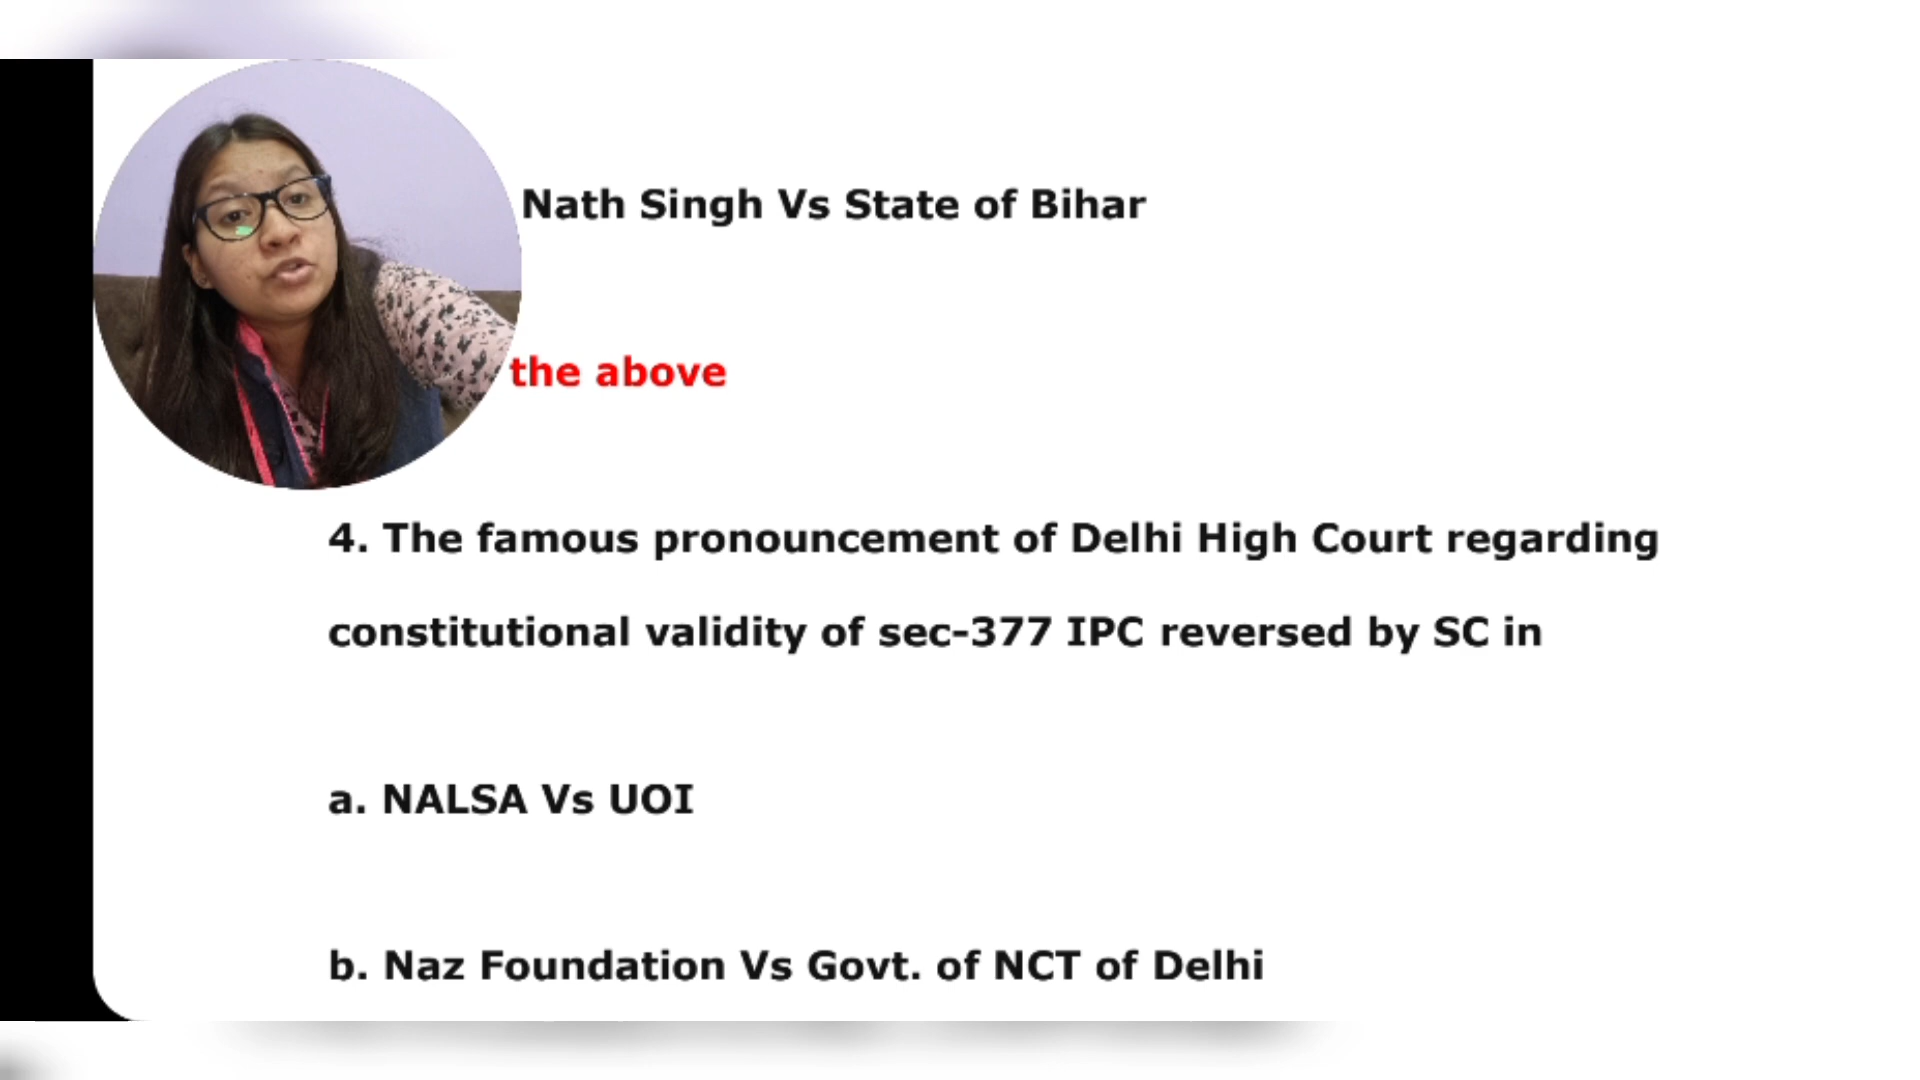 Nath Singh Vs State of Bihar
the above
4. The famous pronouncement of Delhi High Court regarding
constitutional validity of sec-377 IPC reversed by SC in
a. NALSA Vs UOI
b. Naz Foundation Vs Govt. of NCT of Delhi